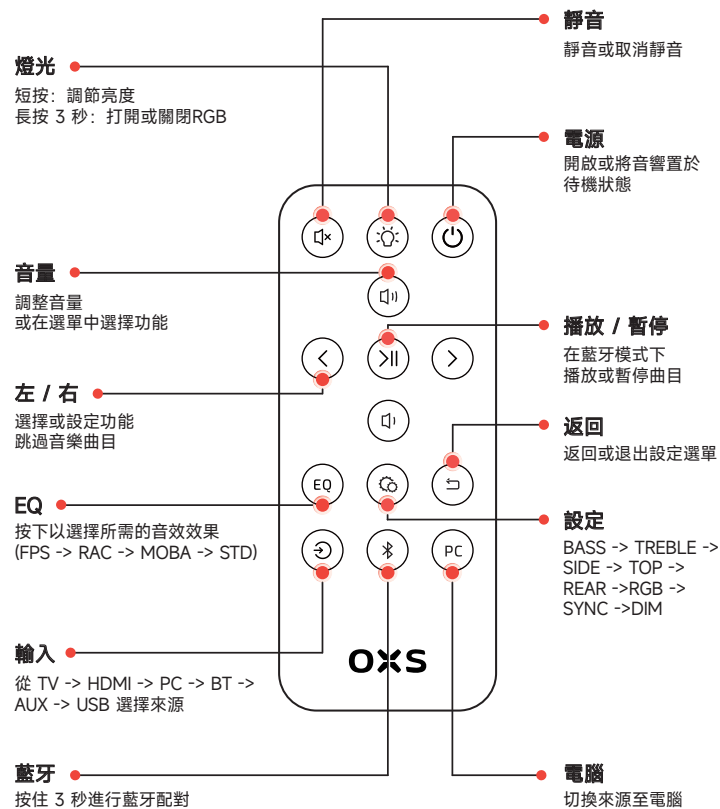 靜音
靜音或取消靜音
燈光
短按：調節亮度
長按 3 秒：打開或關閉RGB
電源
開啟或將音響置於
待機狀態
音量
調整音量
或在選單中選擇功能
播放 / 暫停
在藍牙模式下
播放或暫停曲目
左 / 右
選擇或設定功能
跳過音樂曲目
返回
返回或退出設定選單
EQ
EQ
按下以選擇所需的音效效果
(FPS -> RAC -> MOBA -> STD)
設定
BASS -> TREBLE ->
SIDE -> TOP ->
REAR ->RGB ->
SYNC ->DIM
PC
OXS
輸入
從 TV -> HDMI -> PC -> BT ->
AUX -> USB 選擇來源
藍牙
按住 3 秒進行藍牙配對
電腦
切換來源至電腦